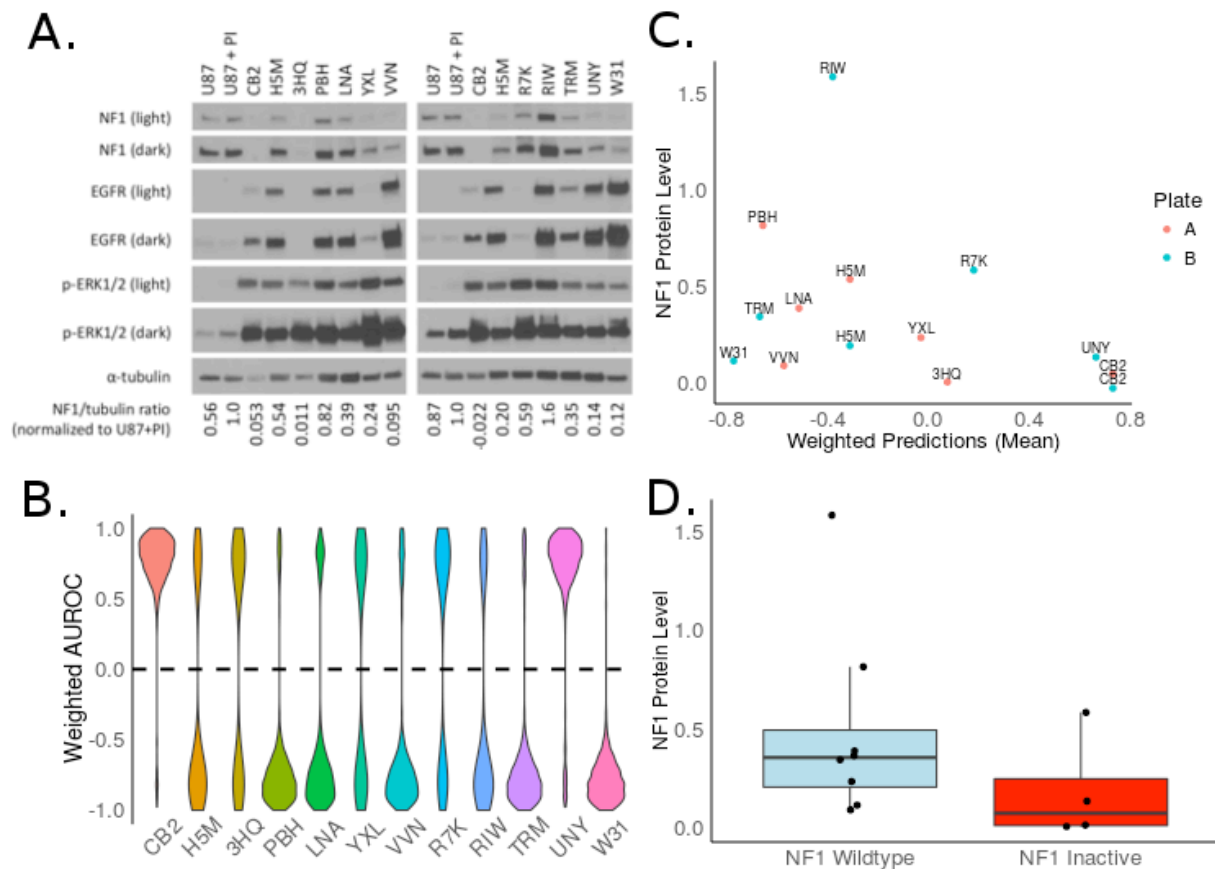 A.
U87 U87 + PI CB2 H5M 3HQ PBH LNA YXL VVN U87 U87 + PI CB2 H5M R7K RIW TRM UNY W31
NF1 (light)
NF1 (dark)
EGFR (light)
EGFR (dark)
p-ERK1/2 (light)
p-ERK1/2 (dark)
α-tubulin
NF1/tubulin ratio
(normalized to U87+PI)
0.56 1.0 0.053 0.54 0.011 0.82 0.39 0.24 0.095 0.87 1.0 -0.022 0.20 0.59 1.6 0.35 0.14 0.12
B.
Weighted AUROC
1.0
0.5
0.0
-0.5
-1.0
CB2 H5M 3HQ PBH LNA YXL VVN R7K RIW TRM UNY W31
C.
NF1 Protein Level
1.5
1.0
0.5
0.0
RIW
PBH
H5M
R7K
LNA
TRM
YXL
H5M
W31
VVN
3HQ
UNY
CB2
CB2
-0.8 -0.4 0.0 0.4 0.8
Weighted Predictions (Mean)
Plate
A
B
D.
NF1 Protein Level
1.5
1.0
0.5
0.0
NF1 Wildtype NF1 Inactive